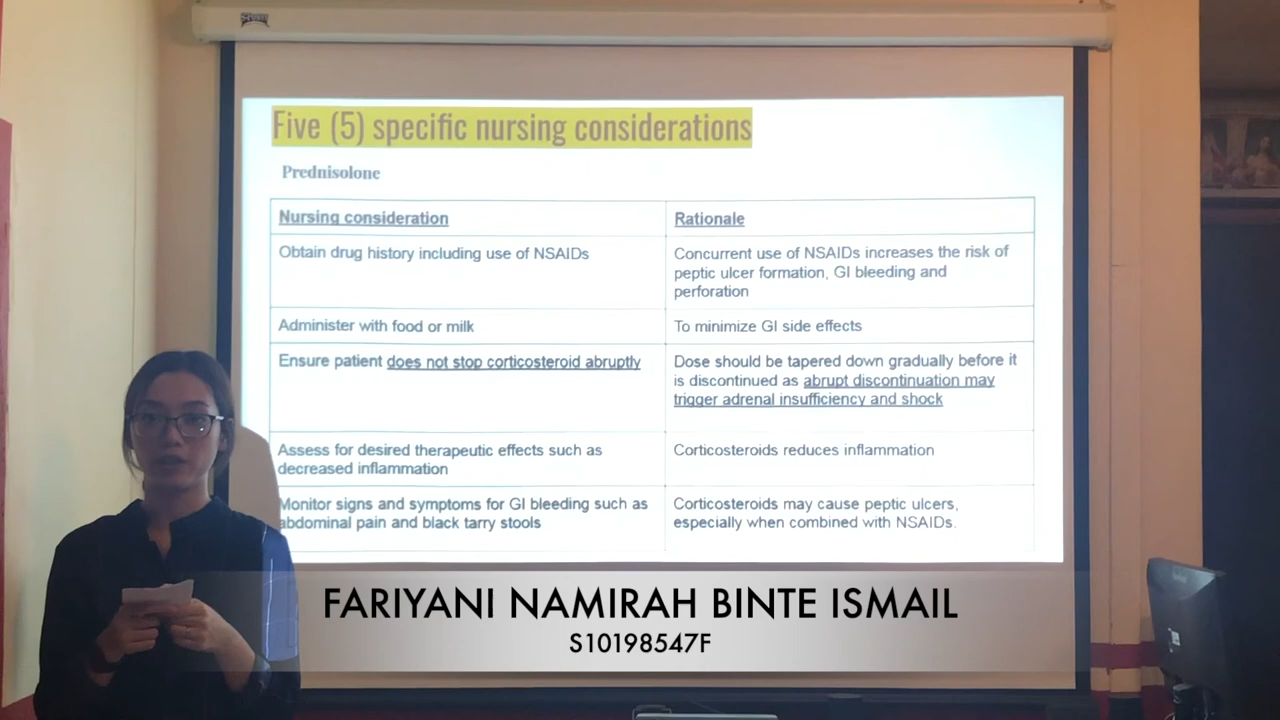 Five (5) specific nursing considerations
Prednisolone
Nursing consideration
Rationale
Obtain drug history including use of NSAIDs
Concurrent use of NSAIDs increases the risk of
peptic ulcer formation, GI bleeding and
perforation
Administer with food or milk
To minimize GI side effects
Ensure patient does not stop corticosteroid abruptly
Dose should be tapered down gradually before it
is discontinued as abrupt discontinuation may
trigger adrenal insufficiency and shock
Assess for desired therapeutic effects such as
decreased inflammation
Corticosteroids reduces inflammation
Monitor signs and symptoms for GI bleeding such as
abdominal pain and black tarry stools
Corticosteroids may cause peptic ulcers,
especially when combined with NSAIDs.
FARIYANI NAMIRAH BINTE ISMAIL
S10198547F